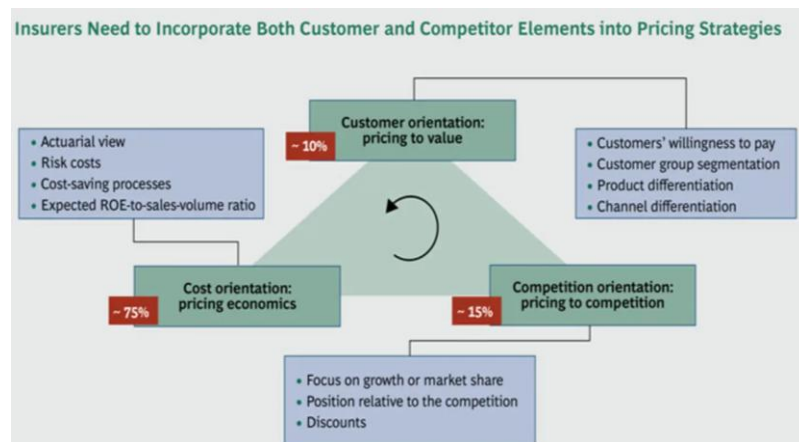 Insurers Need to Incorporate Both Customer and Competitor Elements into Pricing Strategies
Customer orientation:
pricing to value
~ 10%
• Actuarial view
• Risk costs
• Cost-saving processes
• Expected ROE-to-sales-volume ratio
• Customers’ willingness to pay
• Customer group segmentation
• Product differentiation
• Channel differentiation
Cost orientation:
pricing economics
~ 75%
Competition orientation:
pricing to competition
~ 15%
• Focus on growth or market share
• Position relative to the competition
• Discounts